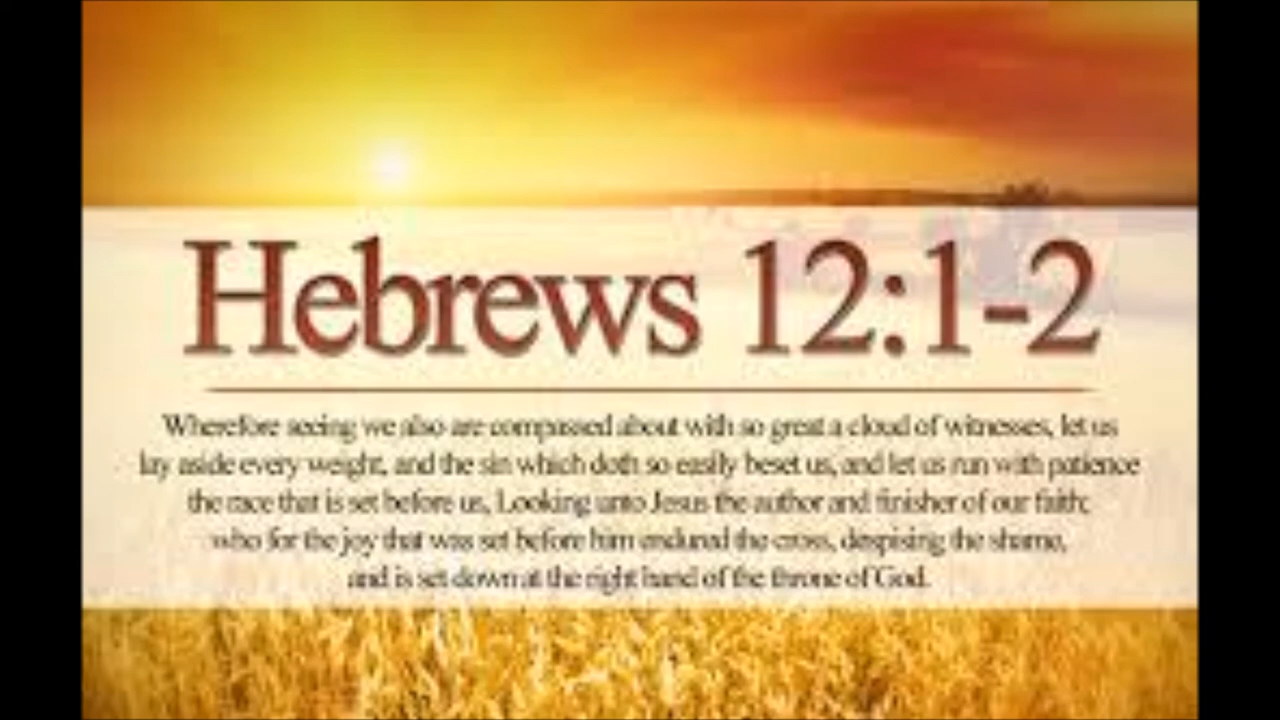 Hebrews 12:1-2
Wherefore seeing we also are compassed about with so great a cloud of witnesses, let us
lay aside every weight, and the sin which doth so easily beset us, and let us run with patience
the race that is set before us, Looking unto Jesus the author and finisher of our faith;
who for the joy that was set before him endured the cross, despising the shame,
and is set down at the right hand of the throne of God.